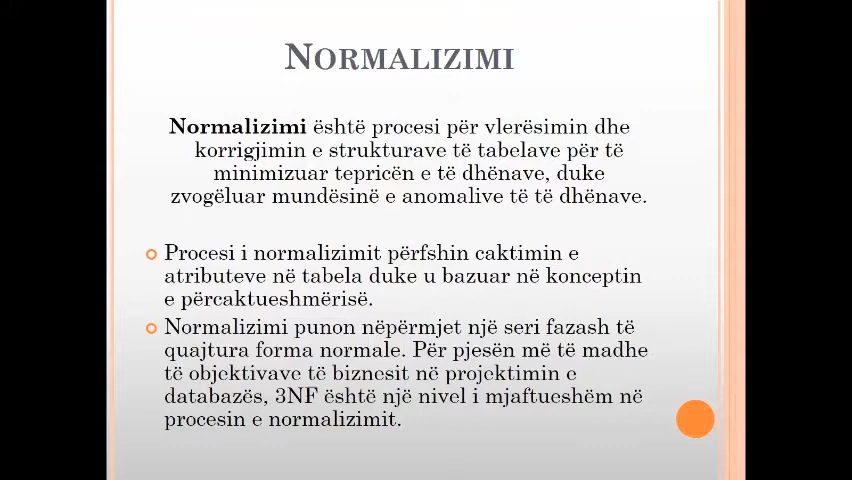 NORMALIZIMI
Normalizimi është procesi për vlerësimin dhe
korrigjimin e strukturave të tabelave për të
minimizuar tepricën e të dhënave, duke
zvogëluar mundësinë e anomalive të të dhënave.
Procesi i normalizimit përfshin caktimin e
atributeve në tabela duke u bazuar në konceptin
e përcaktueshmërisë.
Normalizimi punon nëpërmjet një seri fazash të
quajtura forma normale. Për pjesën më të madhe
të objektivave të biznesit në projektimin e
databazës, 3NF është një nivel i mjaftueshëm në
procesin e normalizimit.